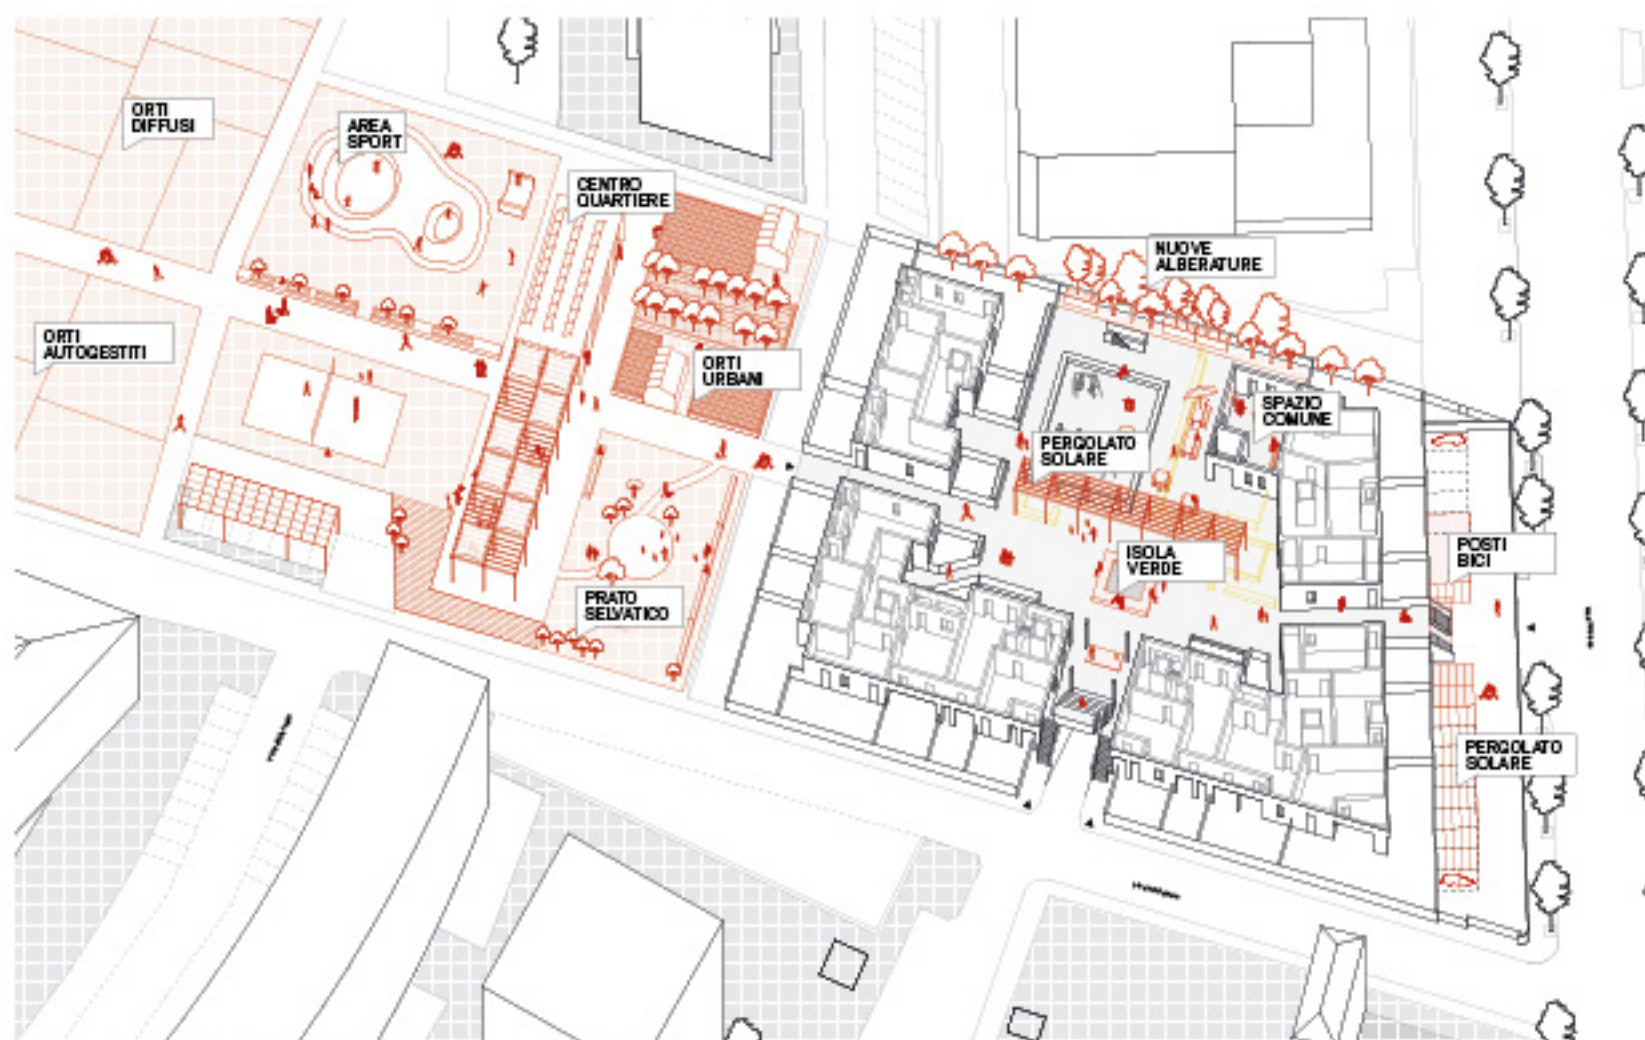 ORTI
DIFFUSI
AREA
SPORT
CENTRO
QUARTIERE
NUOVE
ALBERATURE
ORTI
AUTOGESTITI
ORTI
URBANI
SPAZIO
COMUNE
PERGOLATO
SOLARE
ISOLA
VERDE
POSTI
BICI
PRATO
SELVATICO
PERGOLATO
SOLARE